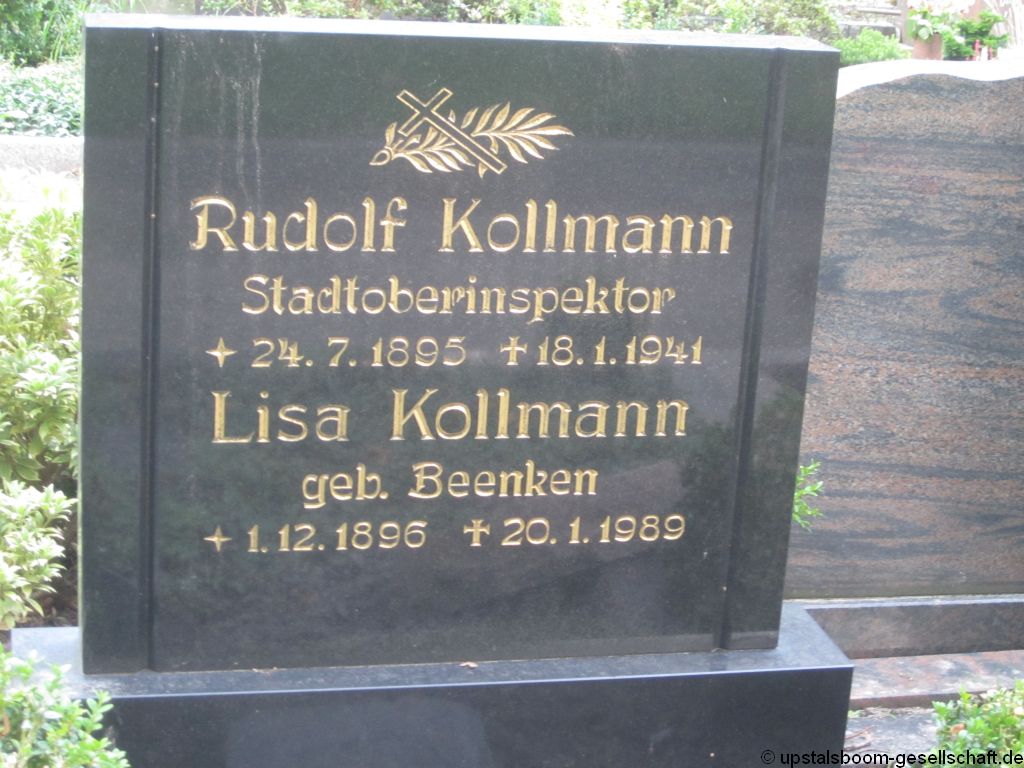 Rudolf Kollmann
Stadtoberinspektor
✦ 24.7.1895 ✝ 18.1.1941
Lisa Kollmann
geb. Beenken
✦ 1.12.1896 ✝ 20.1.1989
© upstalsboom-gesellschaft.de